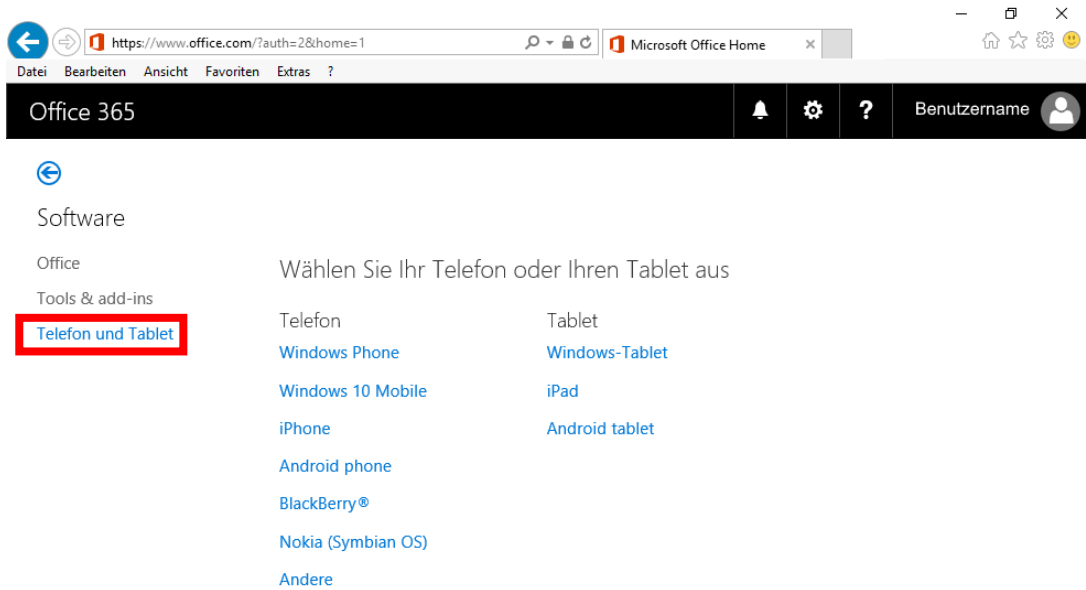 https://www.office.com/?auth=2&home=1
Microsoft Office Home
Datei Bearbeiten Ansicht Favoriten Extras ?
Office 365
? Benutzername
Software
Office
Tools & add-ins
Telefon und Tablet
Wählen Sie Ihr Telefon oder Ihren Tablet aus
Telefon
Windows Phone
Windows 10 Mobile
iPhone
Android phone
BlackBerry®
Nokia (Symbian OS)
Andere
Tablet
Windows-Tablet
iPad
Android tablet